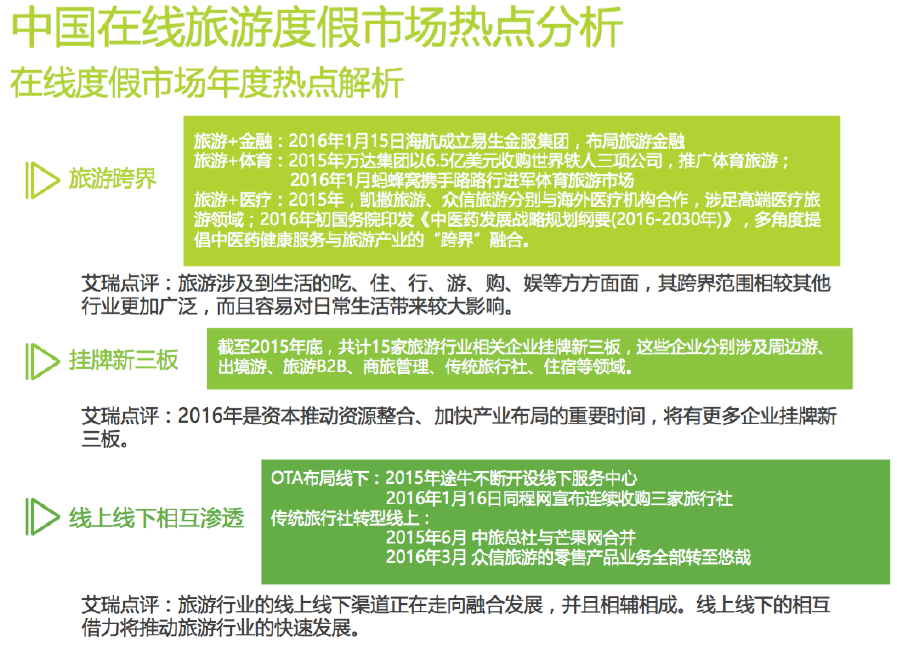 中国在线旅游度假市场热点分析
在线度假市场年度热点解析
旅游跨界
旅游+金融：2016年1月15日海航成立易生金服集团，布局旅游金融
旅游+体育：2015年万达集团以6.5亿美元收购世界铁人三项公司，推广体育旅游；
2016年1月蚂蜂窝携手路路行进军体育旅游市场
旅游+医疗：2015年，凯撒旅游、众信旅游分别与海外医疗机构合作，涉足高端医疗旅
游领域；2016年初国务院印发《中医药发展战略规划纲要(2016-2030年)》，多角度提
倡中医药健康服务与旅游产业的“跨界”融合。
艾瑞点评：旅游涉及到生活的吃、住、行、游、购、娱等方方面面，其跨界范围相较其他
行业更加广泛，而且容易对日常生活带来较大影响。
挂牌新三板
截至2015年底，共计15家旅游行业相关企业挂牌新三板，这些企业分别涉及周边游、
出境游、旅游B2B、商旅管理、传统旅行社、住宿等领域。
艾瑞点评：2016年是资本推动资源整合、加快产业布局的重要时间，将有更多企业挂牌新
三板。
线上线下相互渗透
OTA布局线下：2015年途牛不断开设线下服务中心
2016年1月16日同程网宣布连续收购三家旅行社
传统旅行社转型线上：
2015年6月 中旅总社与芒果网合并
2016年3月 众信旅游的零售产品业务全部转至悠哉
艾瑞点评：旅游行业的线上线下渠道正在走向融合发展，并且相辅相成。线上线下的相互
借力将推动旅游行业的快速发展。